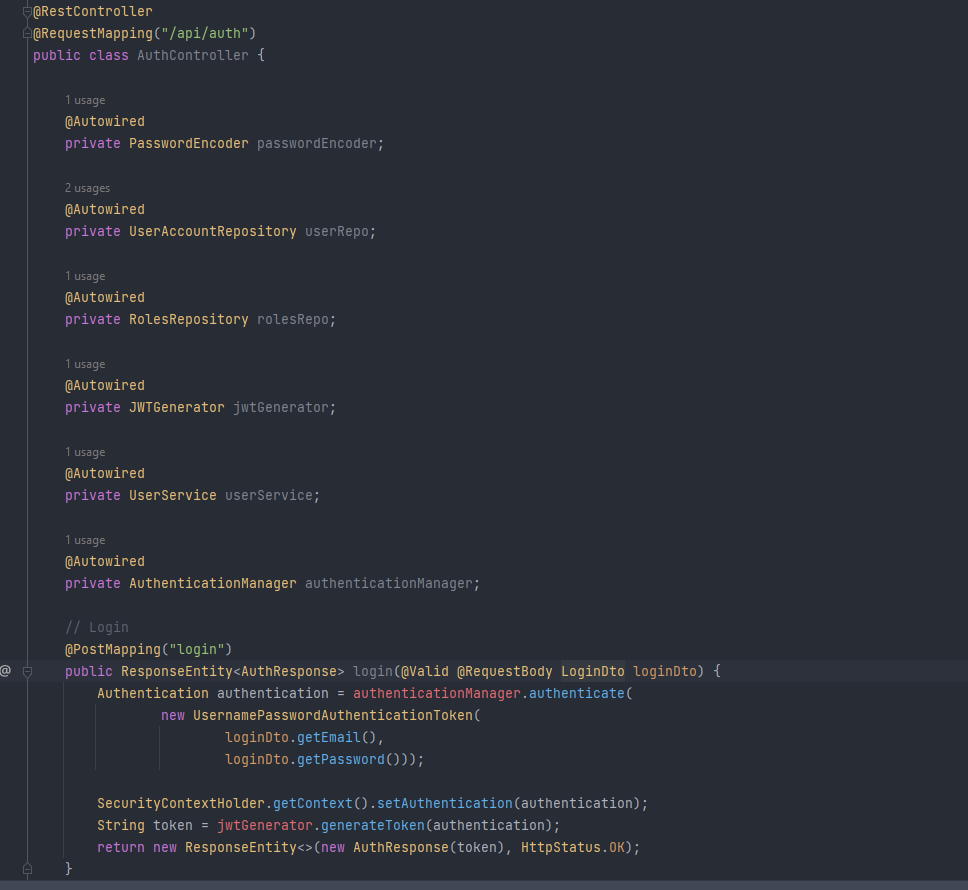 @RestController
@RequestMapping("/api/auth")
public class AuthController {
1 usage
@Autowired
private PasswordEncoder passwordEncoder;
2 usages
@Autowired
private UserAccountRepository userRepo;
1 usage
@Autowired
private RolesRepository rolesRepo;
1 usage
@Autowired
private JWTGenerator jwtGenerator;
1 usage
@Autowired
private UserService userService;
1 usage
@Autowired
private AuthenticationManager authenticationManager;
// Login
@PostMapping("login")
@ public ResponseEntity<AuthResponse> login(@Valid @RequestBody LoginDto loginDto) {
Authentication authentication = authenticationManager.authenticate(
new UsernamePasswordAuthenticationToken(
loginDto.getEmail(),
loginDto.getPassword()));
SecurityContextHolder.getContext().setAuthentication(authentication);
String token = jwtGenerator.generateToken(authentication);
return new ResponseEntity<>(new AuthResponse(token), HttpStatus.OK);
}